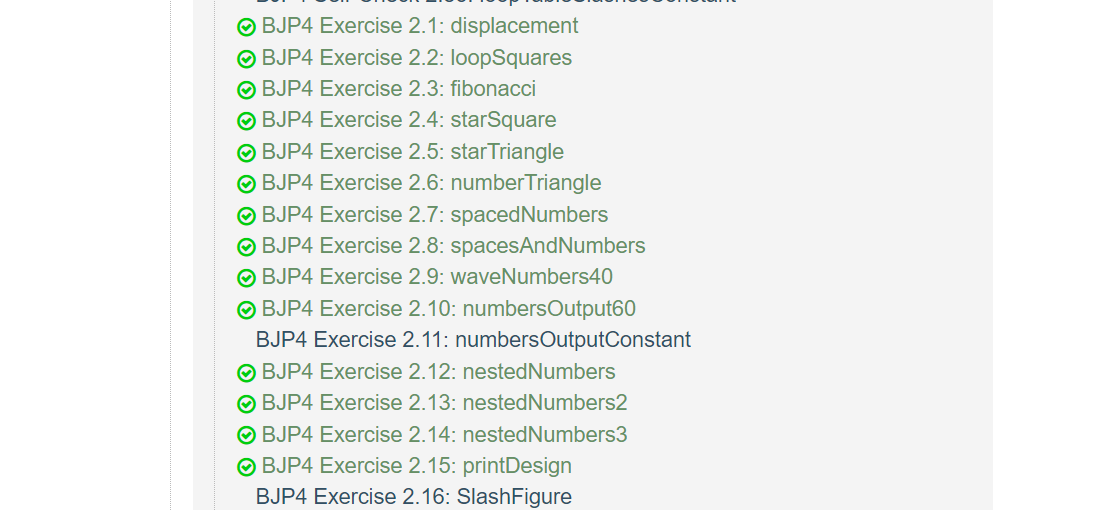 BJP4 Exercise 2.1: displacement
BJP4 Exercise 2.2: loopSquares
BJP4 Exercise 2.3: fibonacci
BJP4 Exercise 2.4: starSquare
BJP4 Exercise 2.5: starTriangle
BJP4 Exercise 2.6: numberTriangle
BJP4 Exercise 2.7: spacedNumbers
BJP4 Exercise 2.8: spacesAndNumbers
BJP4 Exercise 2.9: waveNumbers40
BJP4 Exercise 2.10: numbersOutput60
BJP4 Exercise 2.11: numbersOutputConstant
BJP4 Exercise 2.12: nestedNumbers
BJP4 Exercise 2.13: nestedNumbers2
BJP4 Exercise 2.14: nestedNumbers3
BJP4 Exercise 2.15: printDesign
BJP4 Exercise 2.16: SlashFigure